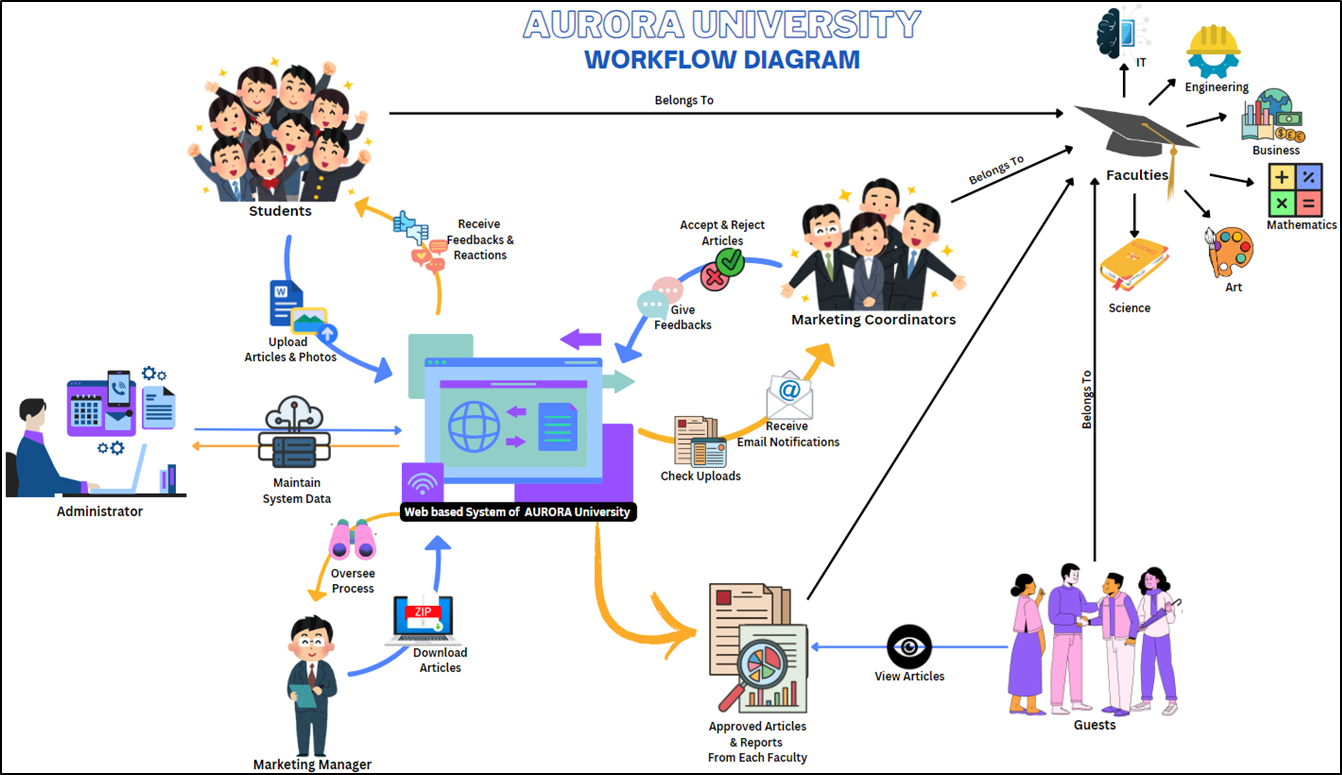 AURORA UNIVERSITY
WORKFLOW DIAGRAM
IT
Engineering
Business
Mathematics
Art
Science
Faculties
Belongs To
Belongs To
Belongs To
Students
Receive
Feedbacks &
Reactions
W
Upload
Articles & Photos
Accept & Reject
Articles
Give
Feedbacks
Marketing Coordinators
@
Receive
Email Notifications
Check Uploads
Maintain
System Data
Administrator
Web based System of AURORA University
Oversee
Process
ZIP
Download
Articles
Marketing Manager
Approved Articles
& Reports
From Each Faculty
View Articles
Guests